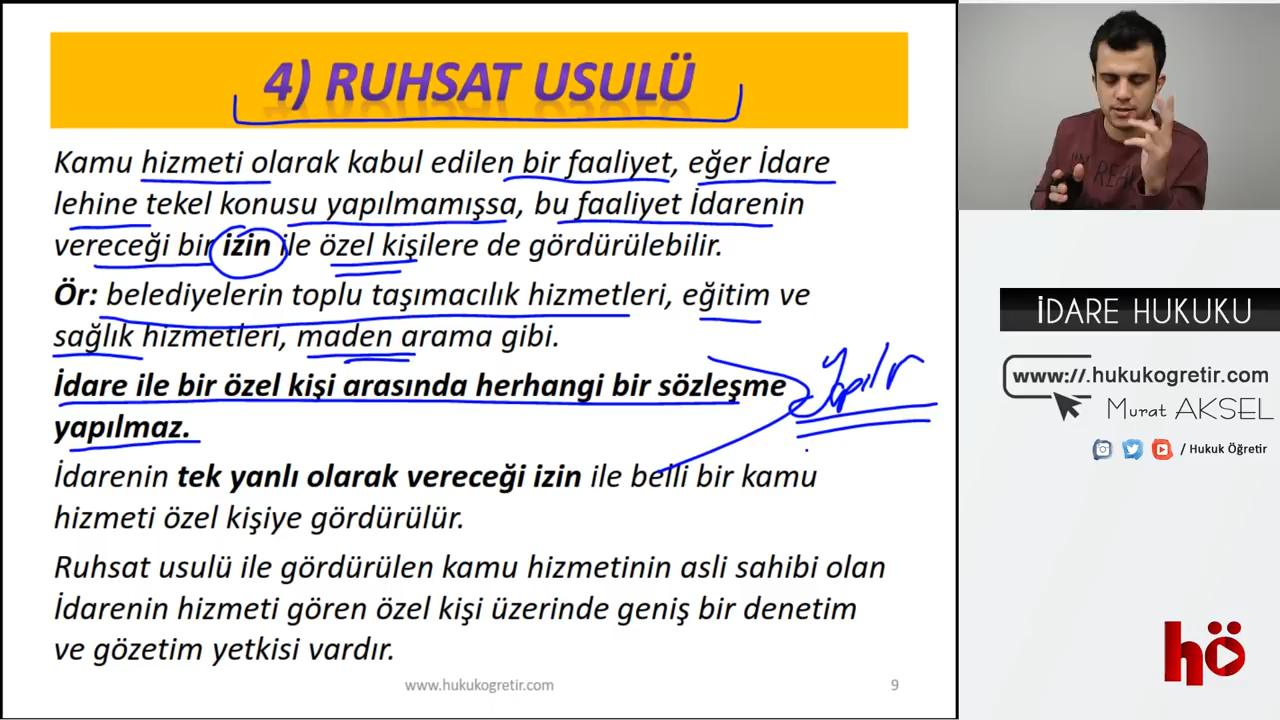 4) RUHSAT USULÜ
Kamu hizmeti olarak kabul edilen bir faaliyet, eğer İdare
lehine tekel konusu yapılmamışsa, bu faaliyet İdarenin
vereceği bir izin ile özel kişilere de gördürülebilir.
Ör: belediyelerin toplu taşımacılık hizmetleri, eğitim ve
sağlık hizmetleri, maden arama gibi.
İdare ile bir özel kişi arasında herhangi bir sözleşme
yapılmaz.
Yapılır
İdarenin tek yanlı olarak vereceği izin ile belli bir kamu
hizmeti özel kişiye gördürülür.
Ruhsat usulü ile gördürülen kamu hizmetinin asli sahibi olan
İdarenin hizmeti gören özel kişi üzerinde geniş bir denetim
ve gözetim yetkisi vardır.
www.hukukogretir.com
9
İDARE HUKUKU
www://.hukukogretir.com
Murat AKSEL
/ Hukuk Öğretir
hö